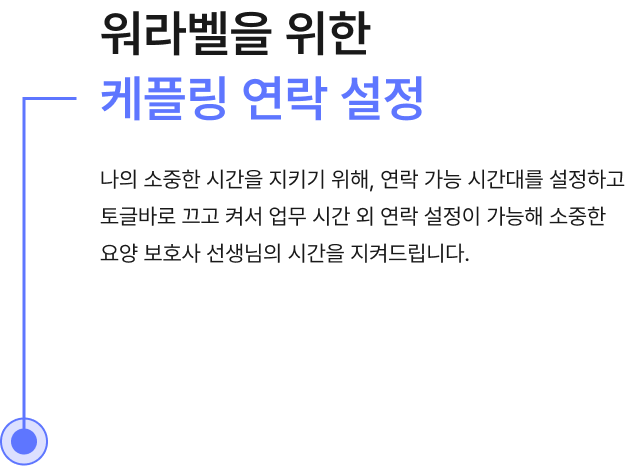 워라벨을 위한
케플링 연락 설정
나의 소중한 시간을 지키기 위해, 연락 가능 시간대를 설정하고
토글바로 끄고 켜서 업무 시간 외 연락 설정이 가능해 소중한
요양 보호사 선생님의 시간을 지켜드립니다.